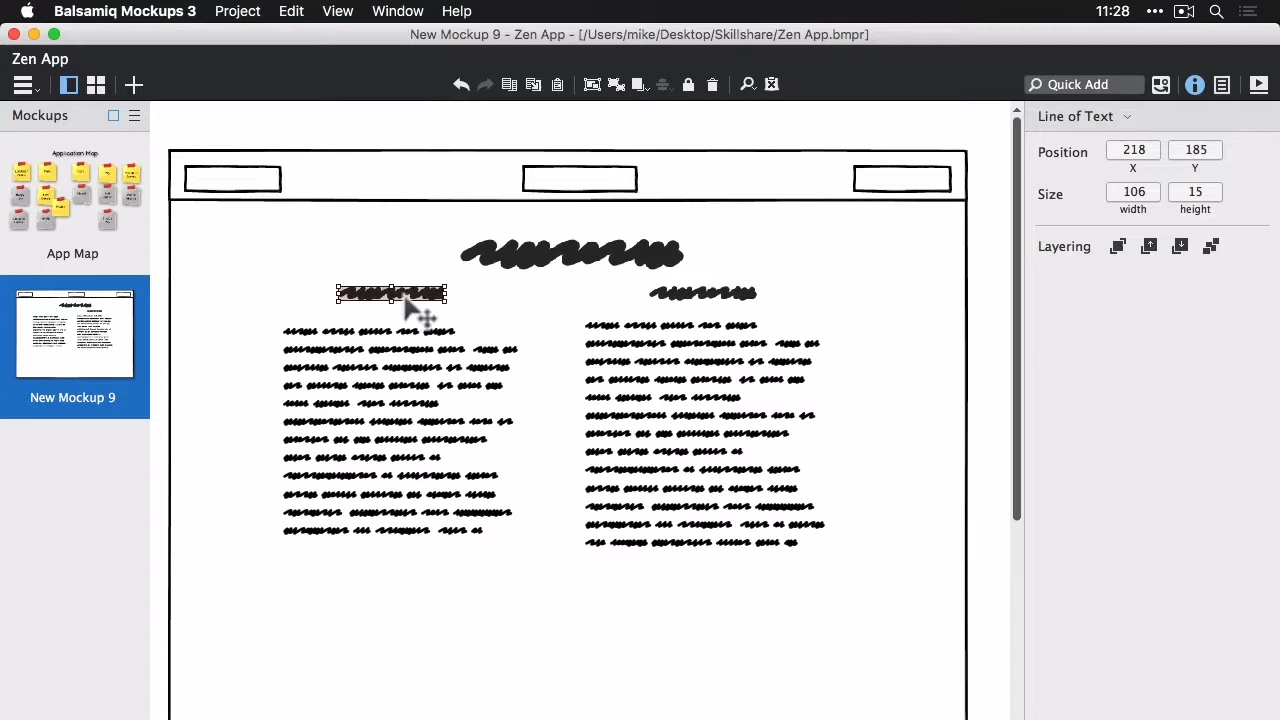 Balsamiq Mockups 3 Project Edit View Window Help 11:28
New Mockup 9 - Zen App - [/Users/mike/Desktop/Skillshare/Zen App.bmpr]
Zen App
Quick Add
Mockups
Line of Text
Application Map
Position 218 185
X Y
Size 106 15
width height
App Map
Layering
New Mockup 9